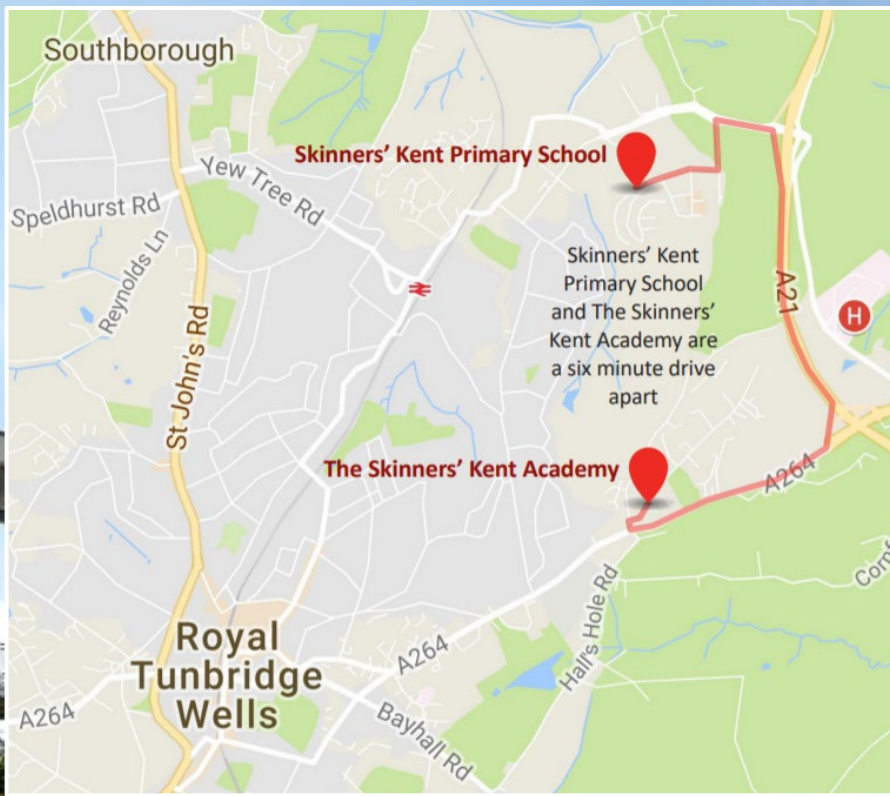 Southborough
Skinners' Kent Primary School
Yew Tree Rd
Speldhurst Rd
Reynolds Ln
St John's Rd
Skinners' Kent
Primary School
and The Skinners'
Kent Academy are
a six minute drive
apart
A21
H
The Skinners' Kent Academy
A264
Hall's Hole Rd
Royal
Tunbridge
Wells
A264
A264
Bayhall Rd